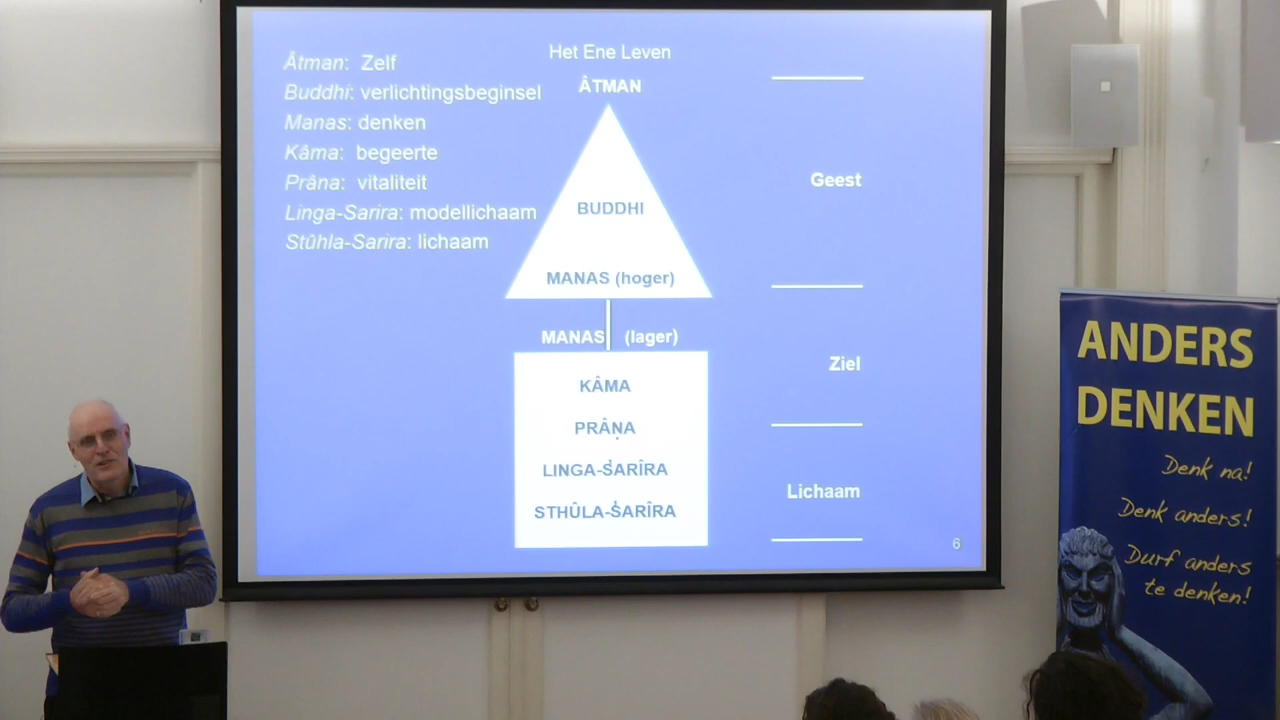 Âtman: Zelf
Buddhi: verlichtingsbeginsel
Manas: denken
Kâma: begeerte
Prâna: vitaliteit
Linga-Sarira: modellichaam
Stûhla-Sarira: lichaam
Het Ene Leven
ÂTMAN
BUDDHI
MANAS (hoger)
MANAS (lager)
KÂMA
PRÂṆA
LINGA-ŚARÎRA
STHÛLA-ŚARÎRA
Geest
Ziel
Lichaam
6
ANDERS
DENKEN
Denk na!
Denk anders!
Durf anders
te denken!